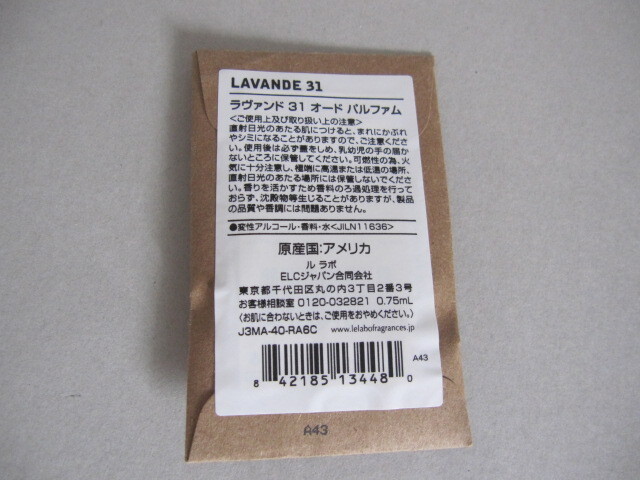 LAVANDE 31
ラヴァンド 31 オード パルファム
<ご使用上及び取り扱い上の注意>
直射日光のあたる肌につけると、まれにかぶれ
やシミになることがありますので、ご注意くださ
い。使用後は必ず蓋をしめ、乳幼児の手の届か
ないところに保管してください。可燃性の為、火
気に十分注意し、極端に高温または低温の場所、
直射日光のあたる場所には保管しないでくださ
い。香りを活かすため香料のろ過処理を行って
おらず、沈殿物等生じることがありますが、製品
の品質や香調には問題ありません。
●変性アルコール・香料・水<JILN11636>
原産国:アメリカ
ル ラボ
ELCジャパン合同会社
東京都千代田区丸の内3丁目2番3号
お客様相談室 0120-032821 0.75mL
(お肌に合わないときは、ご使用をおやめください。)
J3MA-40-RA6C www.lelabofragrances.jp
A43
8 42185 13448 0
A43